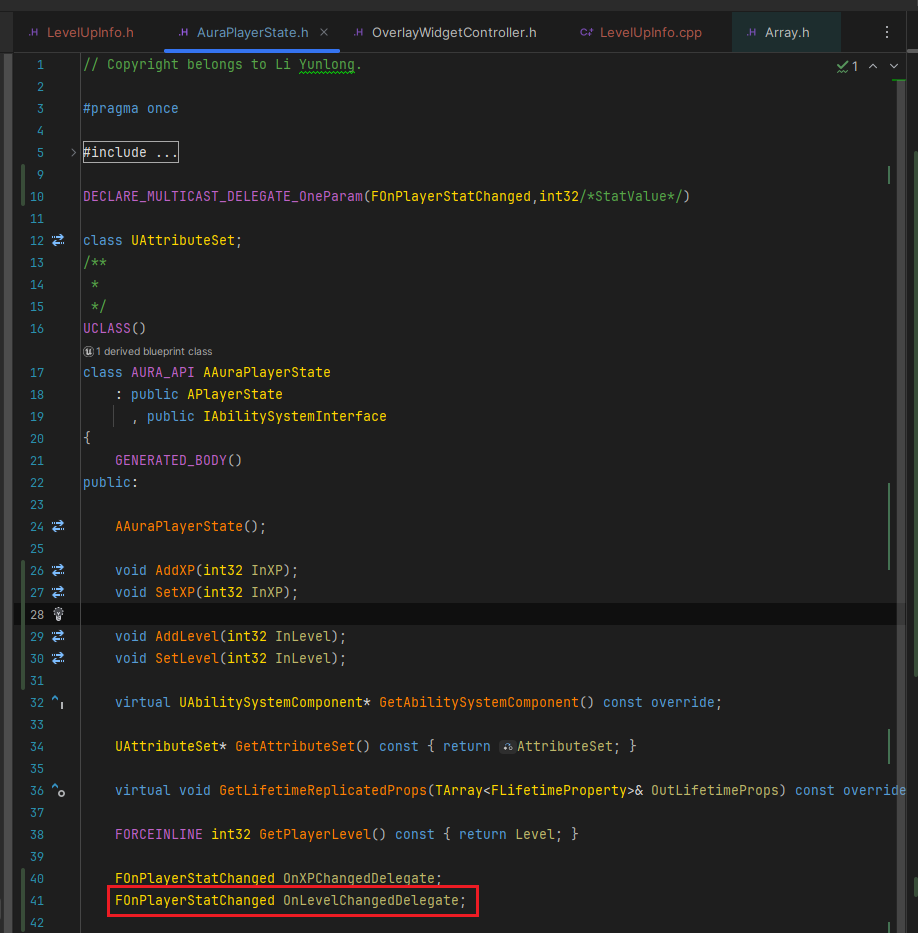 LevelUpInfo.h AuraPlayerState.h OverlayWidgetController.h LevelUpInfo.cpp Array.h
1 // Copyright belongs to Li Yunlong. 1
2
3 #pragma once
4
5 #include ...
9
10 DECLARE_MULTICAST_DELEGATE_OneParam(FOnPlayerStatChanged,int32/*StatValue*/)
11
12 class UAttributeSet;
13 /**
14 *
15 */
16 UCLASS()
1 derived blueprint class
17 class AURA_API AAuraPlayerState
18 : public APlayerState
19 , public IAbilitySystemInterface
20 {
21 GENERATED_BODY()
22 public:
23
24 AAuraPlayerState();
25
26 void AddXP(int32 InXP);
27 void SetXP(int32 InXP);
28
29 void AddLevel(int32 InLevel);
30 void SetLevel(int32 InLevel);
31
32 virtual UAbilitySystemComponent* GetAbilitySystemComponent() const override;
33
34 UAttributeSet* GetAttributeSet() const { return AttributeSet; }
35
36 virtual void GetLifetimeReplicatedProps(TArray<FLifetimeProperty>& OutLifetimeProps) const override
37
38 FORCEINLINE int32 GetPlayerLevel() const { return Level; }
39
40 FOnPlayerStatChanged OnXPChangedDelegate;
41 FOnPlayerStatChanged OnLevelChangedDelegate;
42